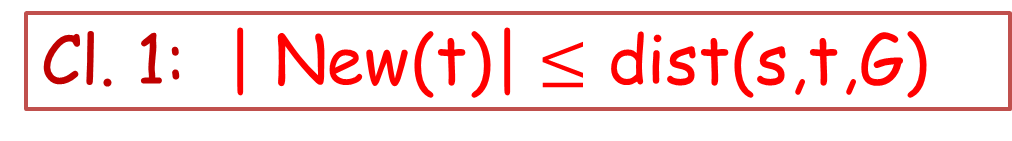 Cl. 1: | New(t)| ≤ dist(s,t,G)